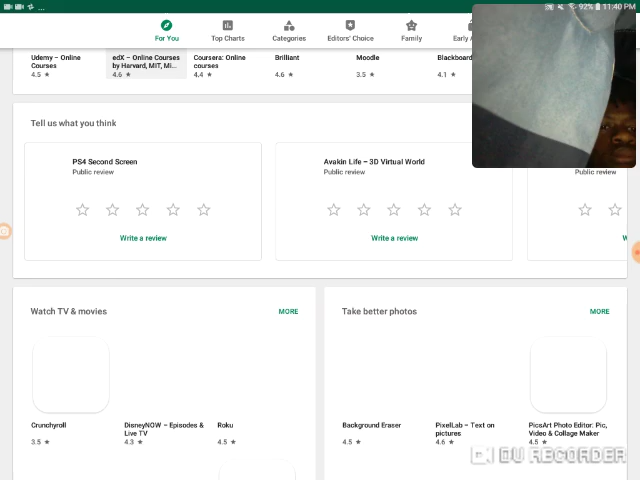 ... 92% 11:40 PM
For You Top Charts Categories Editors' Choice Family Early
Udemy – Online Courses
4.5 ★
edX – Online Courses by Harvard, MIT, Mi...
4.6 ★
Coursera: Online courses
4.4 ★
Brilliant
4.6 ★
Moodle
3.5 ★
Blackboard
4.1 ★
Tell us what you think
PS4 Second Screen
Public review
Write a review
Avakin Life – 3D Virtual World
Public review
Write a review
Public review
W
Watch TV & movies
MORE
Crunchyroll
3.5 ★
DisneyNOW – Episodes & Live TV
4.3 ★
Roku
4.5 ★
Take better photos
MORE
Background Eraser
4.5 ★
PixelLab – Text on pictures
4.6 ★
PicsArt Photo Editor: Pic, Video & Collage Maker
4.5 ★
DU RECORDER